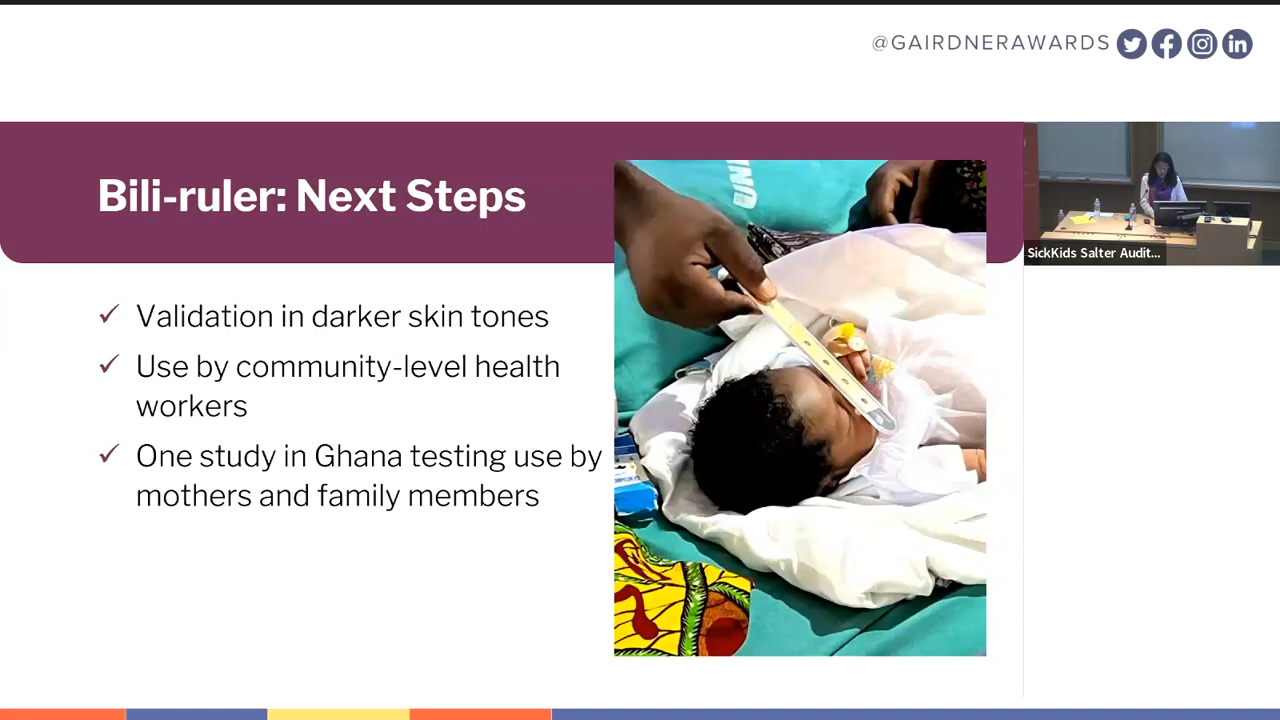 @GAIRDNERAWARDS
Bili-ruler: Next Steps
SickKids Salter Audit...
✓ Validation in darker skin tones
✓ Use by community-level health
workers
✓ One study in Ghana testing use by
mothers and family members